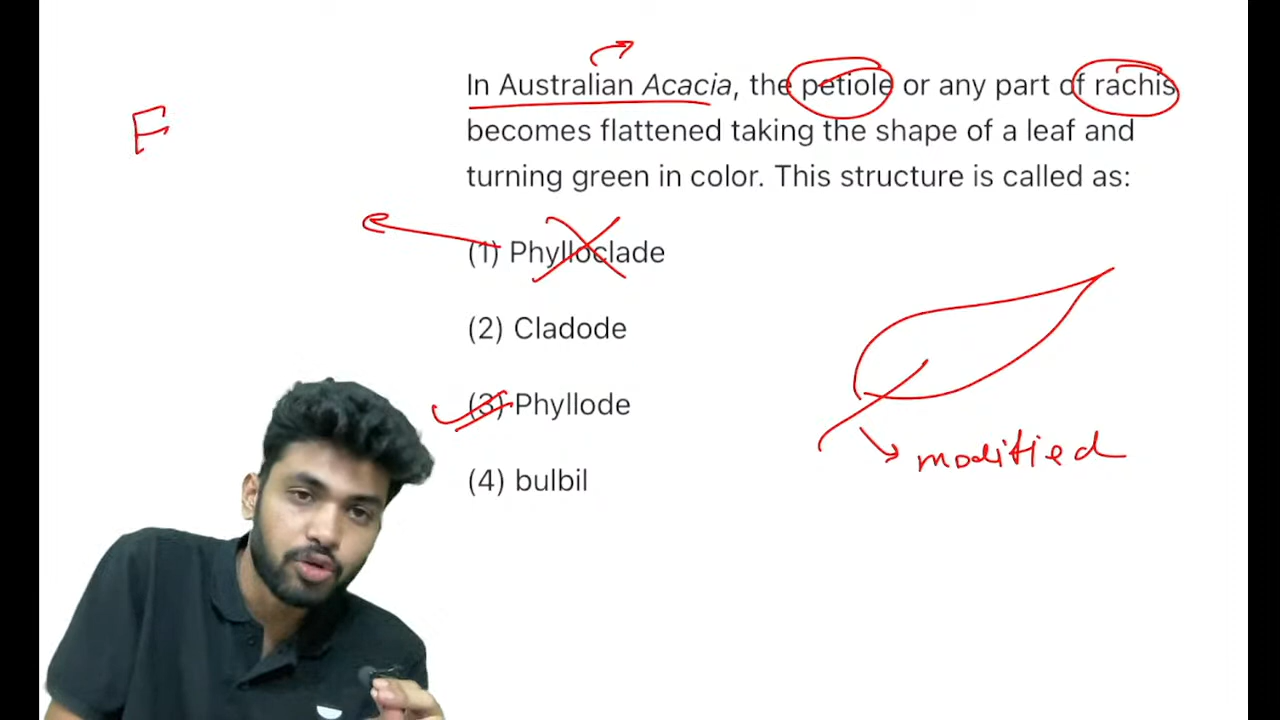 In Australian Acacia, the petiole or any part of rachis
becomes flattened taking the shape of a leaf and
turning green in color. This structure is called as:
F
(1) Phylloclade
(2) Cladode
(3) Phyllode
modified
(4) bulbil